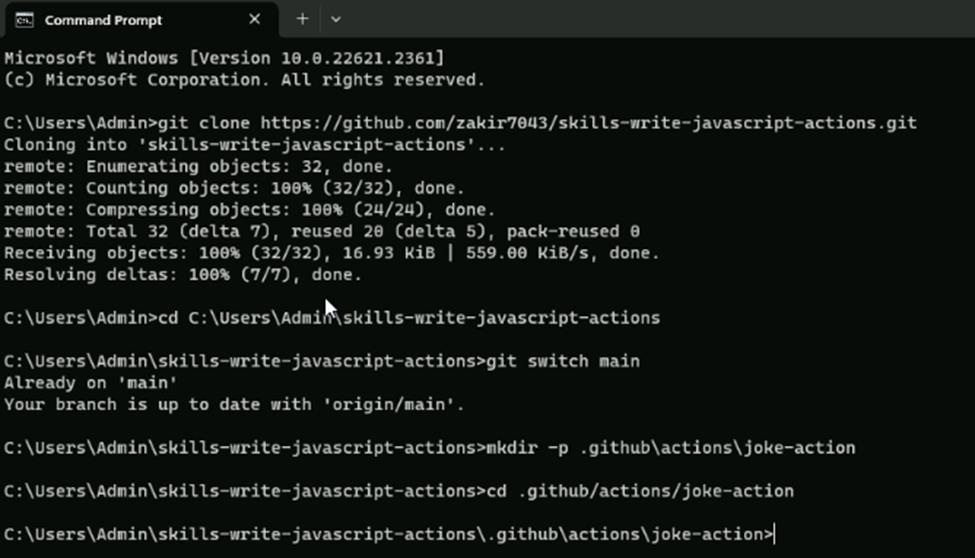 Command Prompt
Microsoft Windows [Version 10.0.22621.2361]
(c) Microsoft Corporation. All rights reserved.
C:\Users\Admin>git clone https://github.com/zakir7043/skills-write-javascript-actions.git
Cloning into 'skills-write-javascript-actions'...
remote: Enumerating objects: 32, done.
remote: Counting objects: 100% (32/32), done.
remote: Compressing objects: 100% (24/24), done.
remote: Total 32 (delta 7), reused 20 (delta 5), pack-reused 0
Receiving objects: 100% (32/32), 16.93 KiB | 559.00 KiB/s, done.
Resolving deltas: 100% (7/7), done.
C:\Users\Admin>cd C:\Users\Admin\skills-write-javascript-actions
C:\Users\Admin\skills-write-javascript-actions>git switch main
Already on 'main'
Your branch is up to date with 'origin/main'.
C:\Users\Admin\skills-write-javascript-actions>mkdir -p .github\actions\joke-action
C:\Users\Admin\skills-write-javascript-actions>cd .github/actions/joke-action
C:\Users\Admin\skills-write-javascript-actions\.github\actions\joke-action>